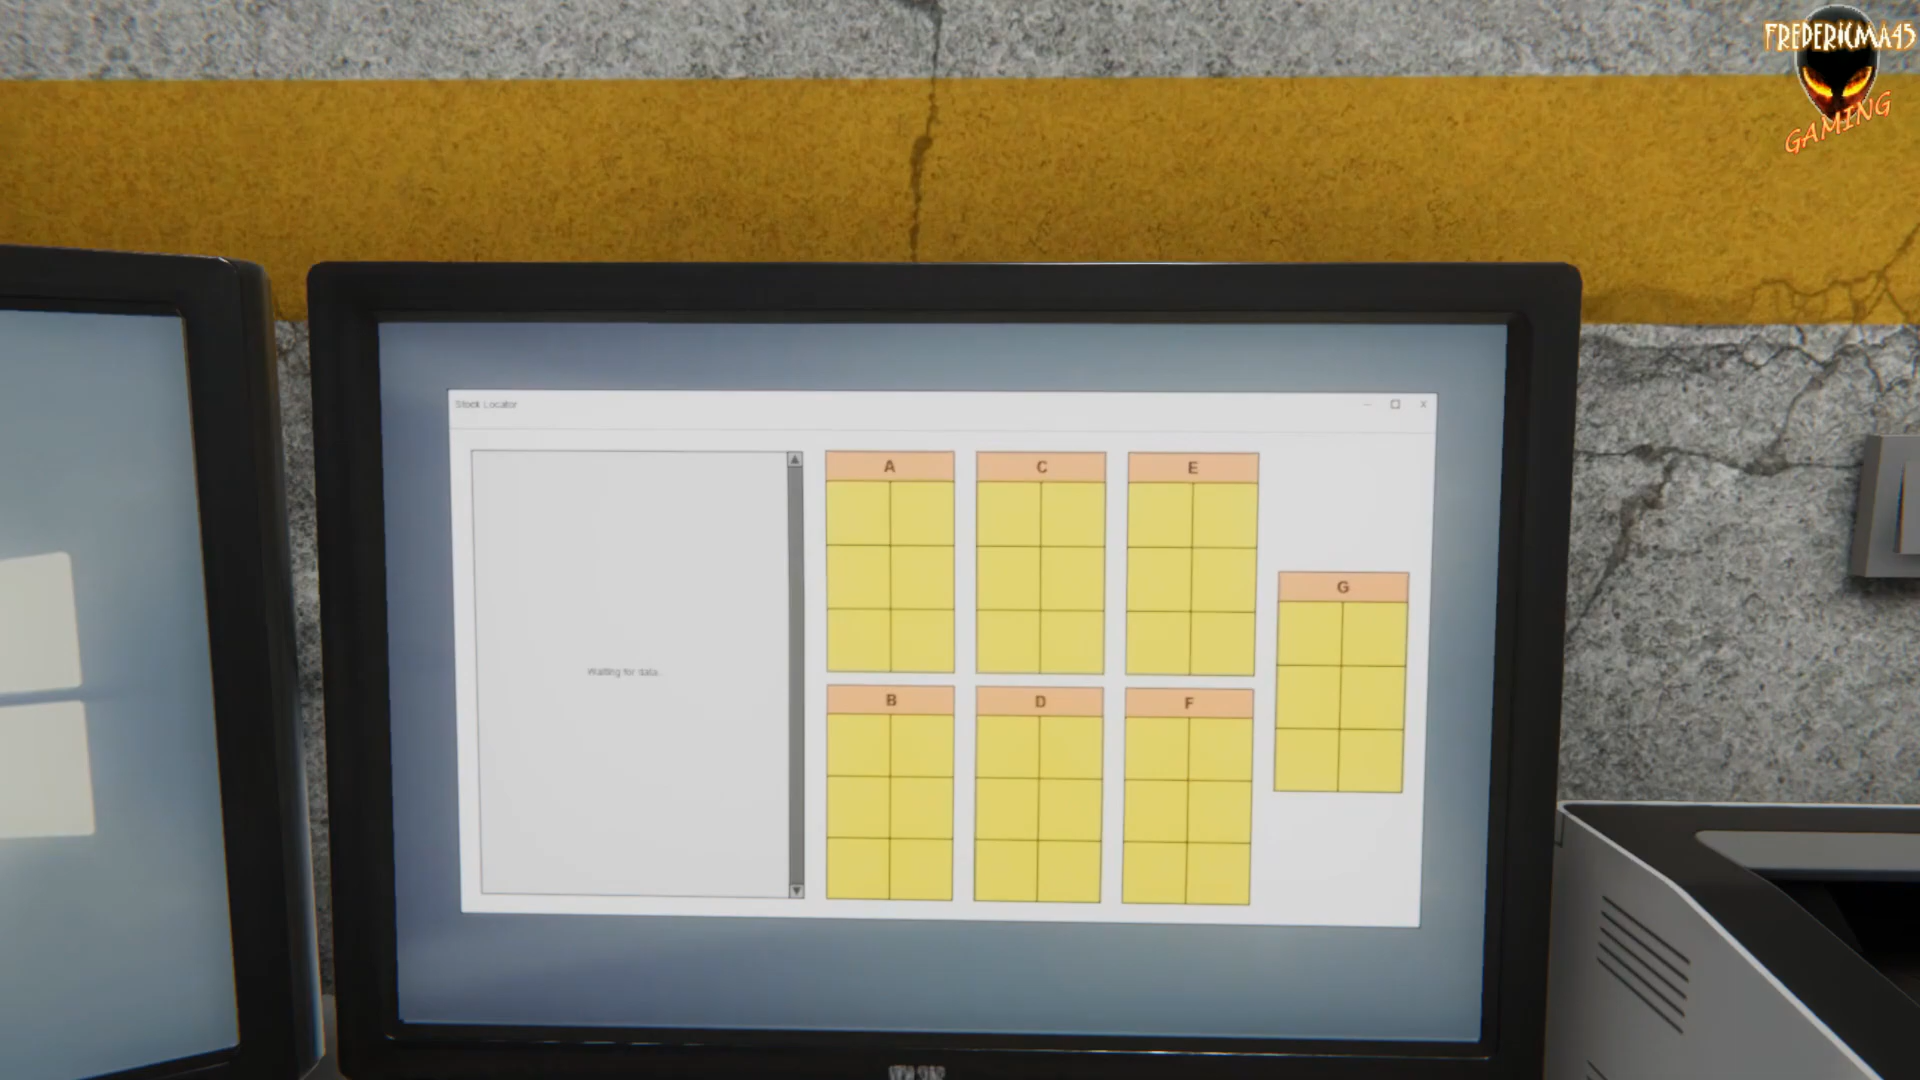 FREDERICMA45
GAMING
Stock Locator
A
C
E
G
Waiting for data...
B
D
F